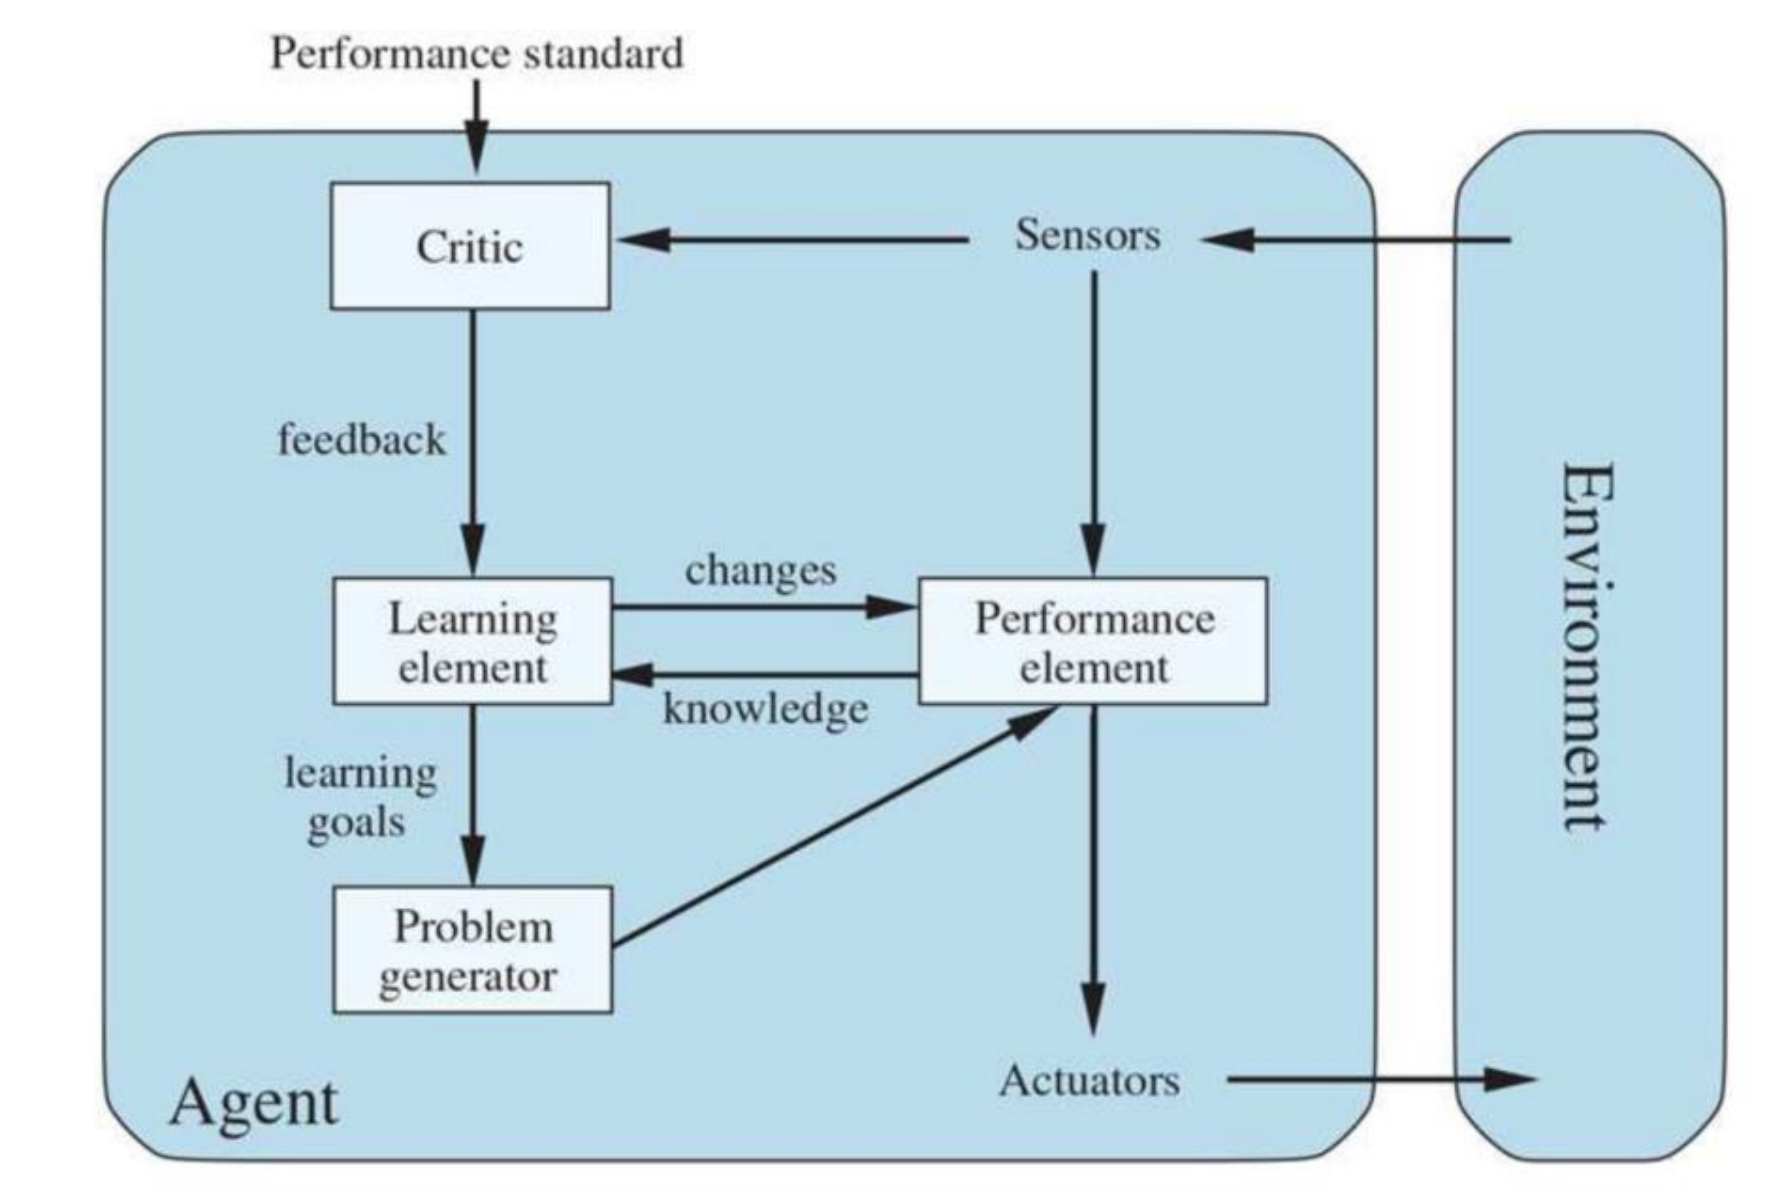 Performance standard
Critic
Sensors
feedback
changes
Learning
element
Performance
element
knowledge
learning
goals
Problem
generator
Agent
Actuators
Environment